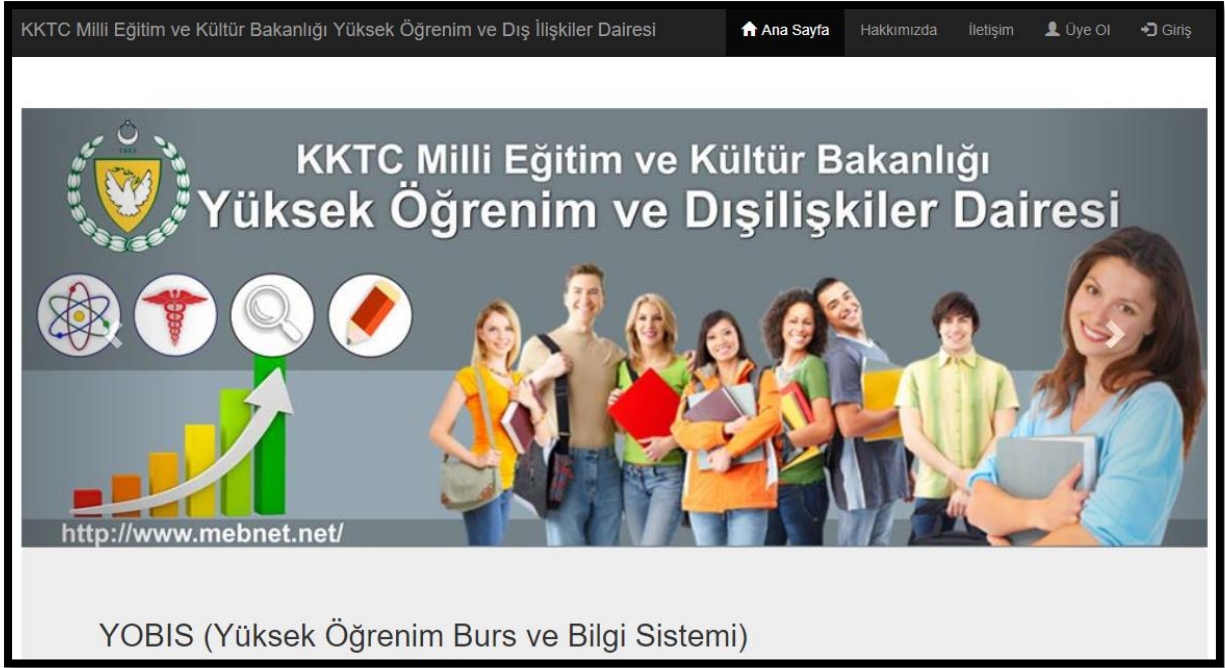 KKTC Milli Eğitim ve Kültür Bakanlığı Yüksek Öğrenim ve Dış İlişkiler Dairesi Ana Sayfa Hakkımızda İletişim Üye Ol Giriş
KKTC Milli Eğitim ve Kültür Bakanlığı
Yüksek Öğrenim ve Dışilişkiler Dairesi
http://www.mebnet.net/
YOBIS (Yüksek Öğrenim Burs ve Bilgi Sistemi)